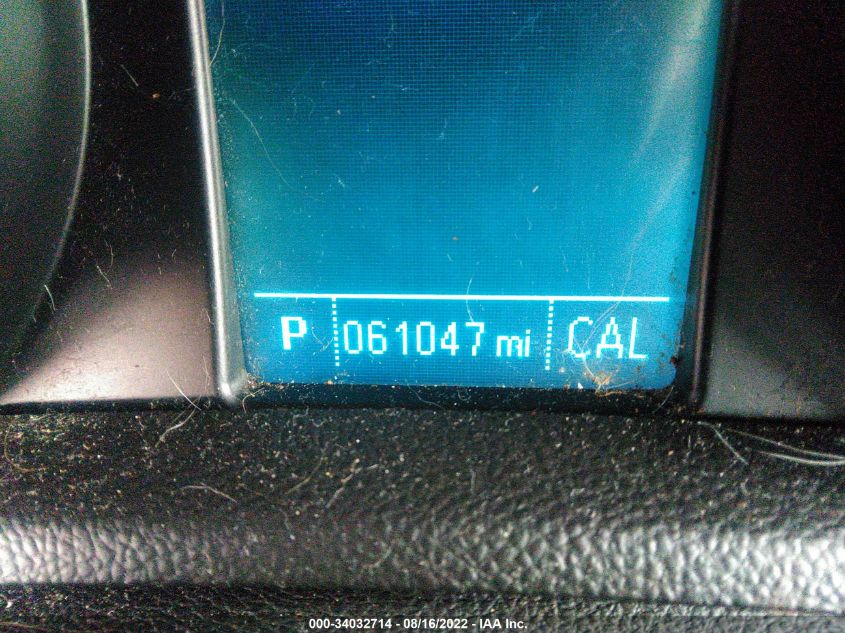 P 061047 mi CAL
000-34032714 - 08/16/2022 - IAA Inc.